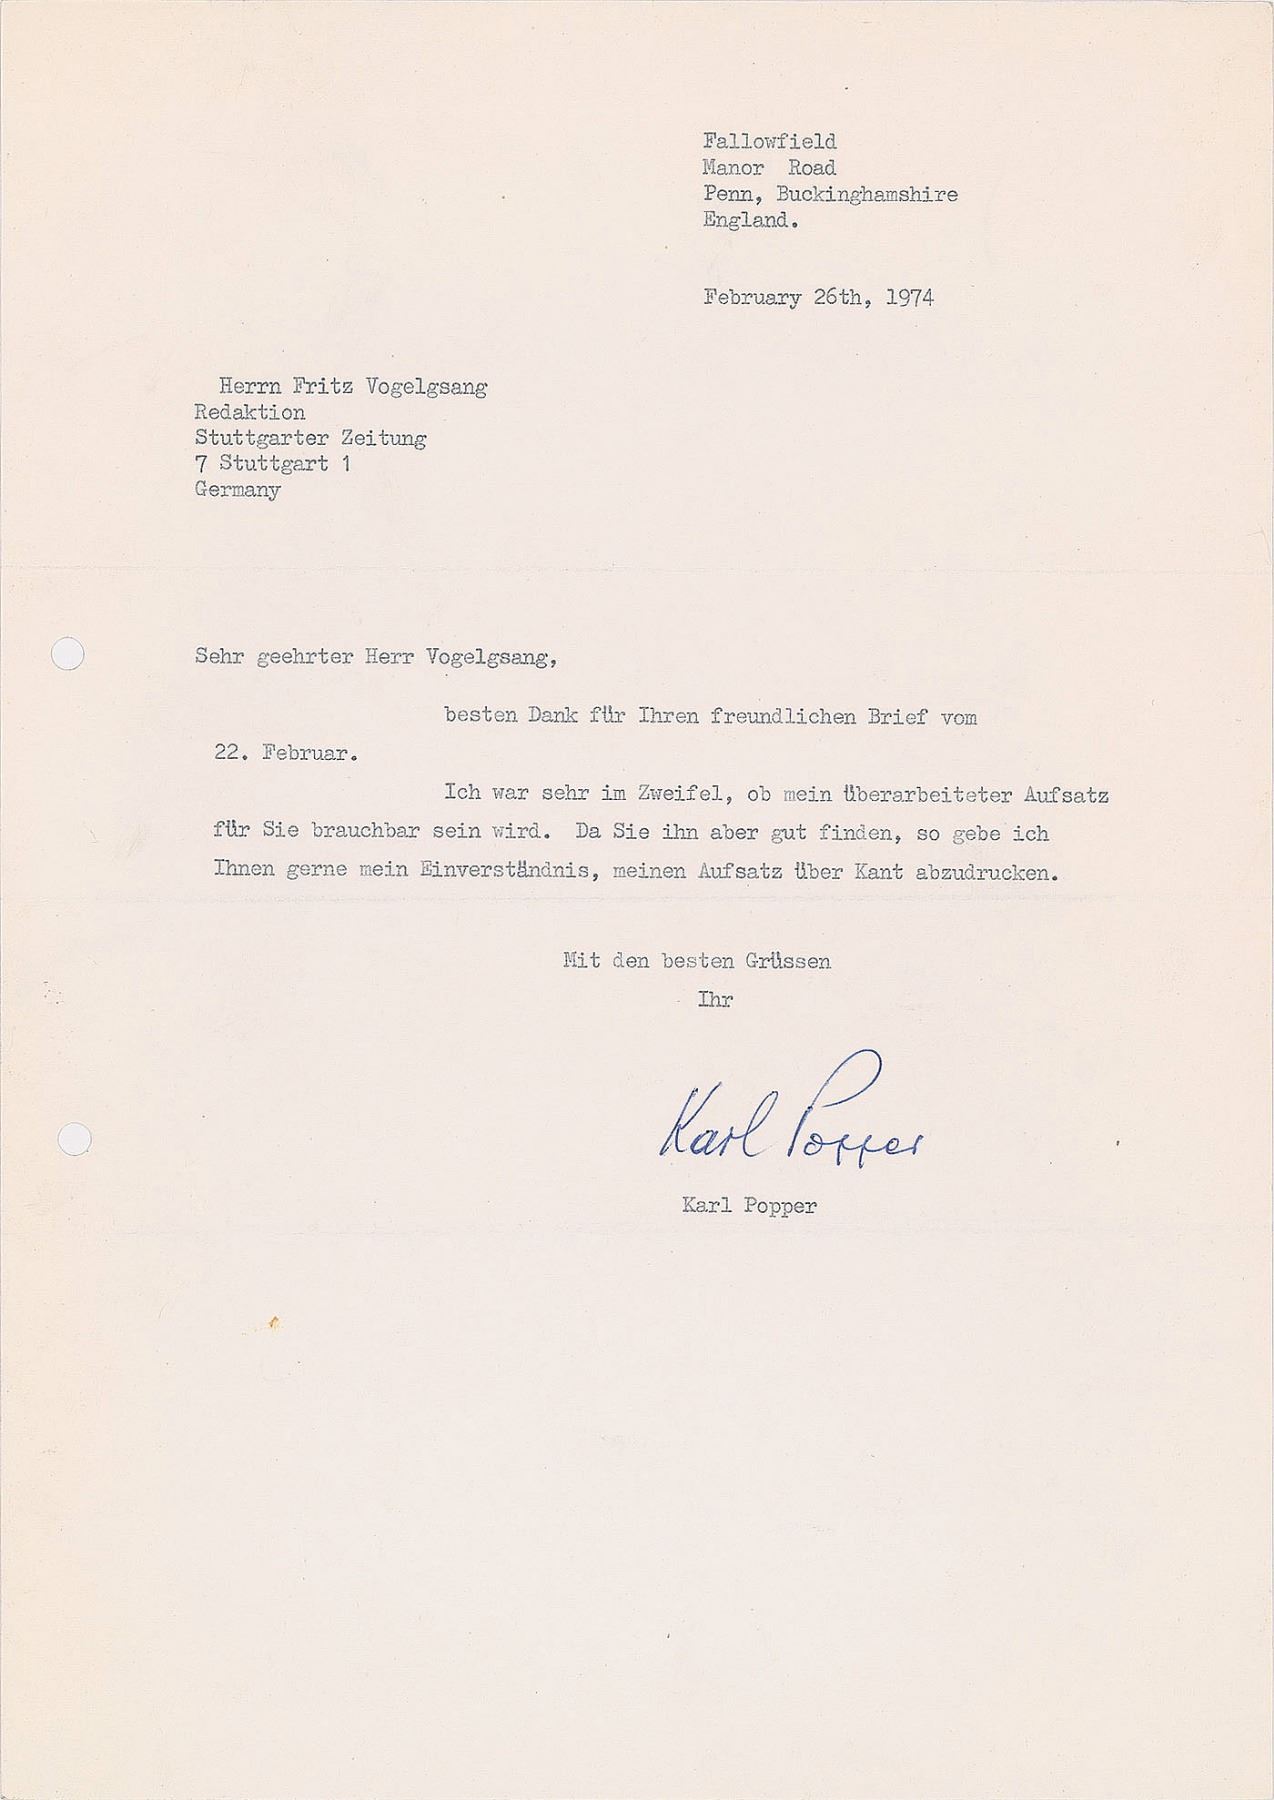 Fallowfield
Manor Road
Penn, Buckinghamshire
England.
February 26th, 1974
Herrn Fritz Vogelgsang
Redaktion
Stuttgarter Zeitung
7 Stuttgart 1
Germany
Sehr geehrter Herr Vogelgsang,
besten Dank für Ihren freundlichen Brief vom
22. Februar.
Ich war sehr im Zweifel, ob mein überarbeiteter Aufsatz
für Sie brauchbar sein wird. Da Sie ihn aber gut finden, so gebe ich
Ihnen gerne mein Einverständnis, meinen Aufsatz über Kant abzudrucken.
Mit den besten Grüssen
Ihr
Karl Popper
Karl Popper